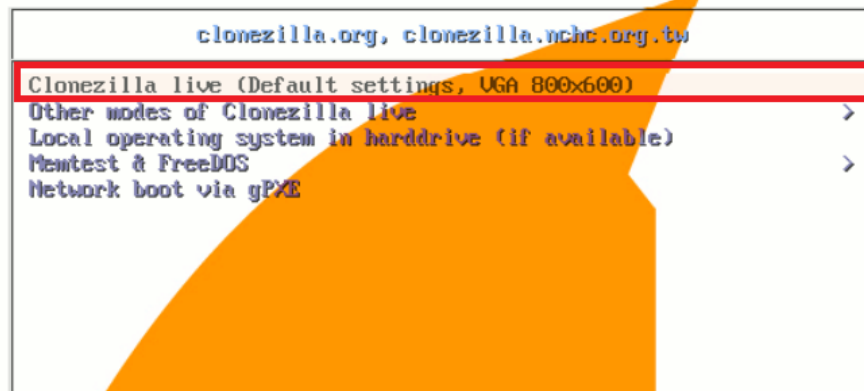 clonezilla.org, clonezilla.nchc.org.tw
Clonezilla live (Default settings, VGA 800x600)
Other modes of Clonezilla live >
Local operating system in harddrive (if available)
Memtest & FreeDOS >
Network boot via gPXE